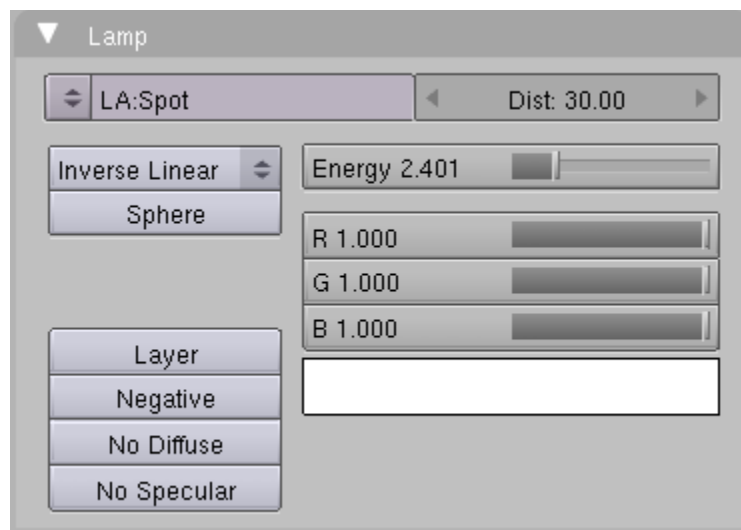 Lamp
LA:Spot Dist: 30.00
Inverse Linear Energy 2.401
Sphere
R 1.000
G 1.000
B 1.000
Layer
Negative
No Diffuse
No Specular